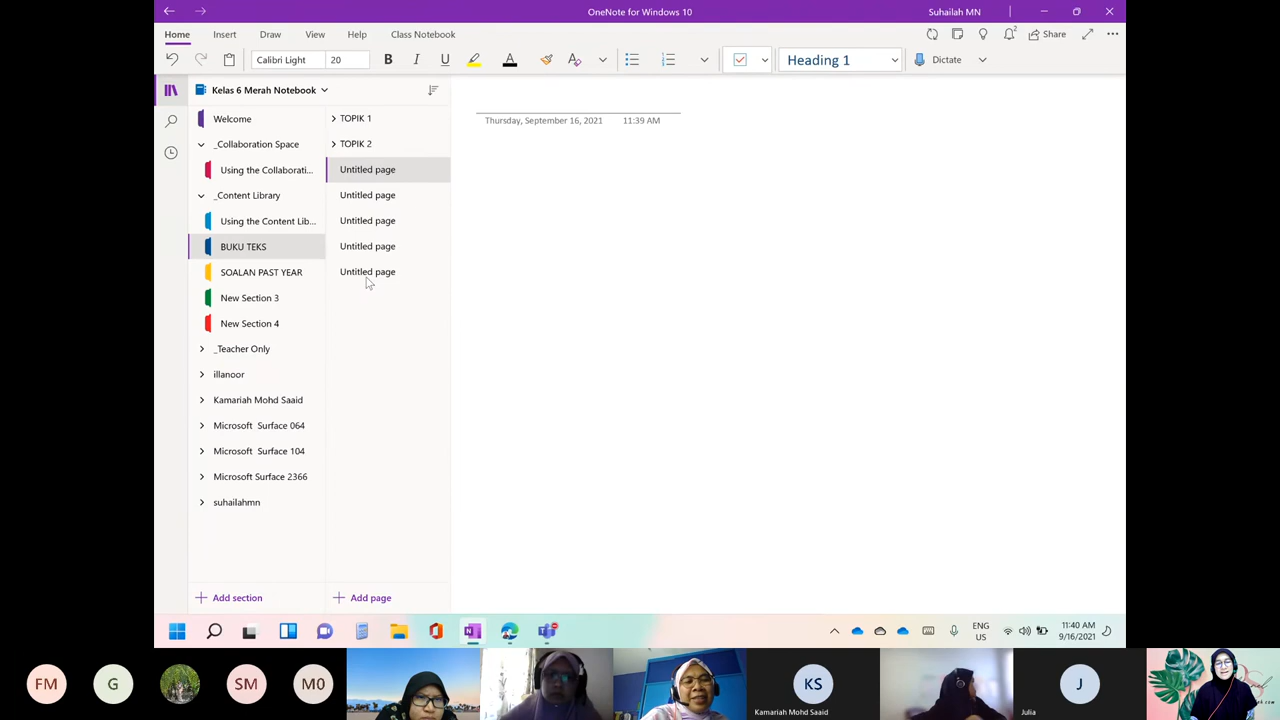 OneNote for Windows 10
Suhailah MN
Home
Insert
Draw
View
Class Notebook
Share
Calibri Light
20
B
I
U
A
Heading 1
Dictate
Kelas 6 Merah Notebook
Welcome
_Collaboration Space
Using the Collaborati...
_Content Library
Using the Content Lib...
BUKU TEKS
SOALAN PAST YEAR
New Section 3
New Section 4
_Teacher Only
illanoor
Kamariah Mohd Saaid
Microsoft Surface 064
Microsoft Surface 104
Microsoft Surface 2366
suhailahmn
Add section
TOPIK 1
TOPIK 2
Untitled page
Untitled page
Untitled page
Untitled page
Untitled page
Add page
Thursday, September 16, 2021 11:39 AM
ENG
US
11:40 AM
9/16/2021
FM
G
SM
M0
KS
Kamariah Mohd Saaid
J
Julia